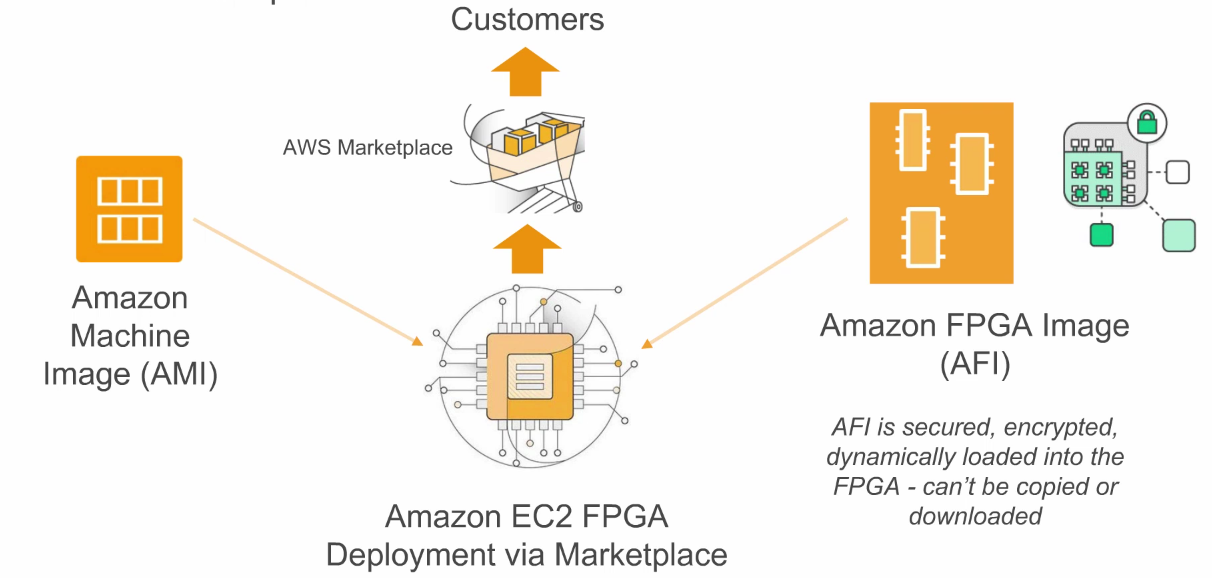 Customers
AWS Marketplace
Amazon
Machine
Image (AMI)
Amazon FPGA Image
(AFI)
AFI is secured, encrypted,
dynamically loaded into the
FPGA - can't be copied or
downloaded
Amazon EC2 FPGA
Deployment via Marketplace